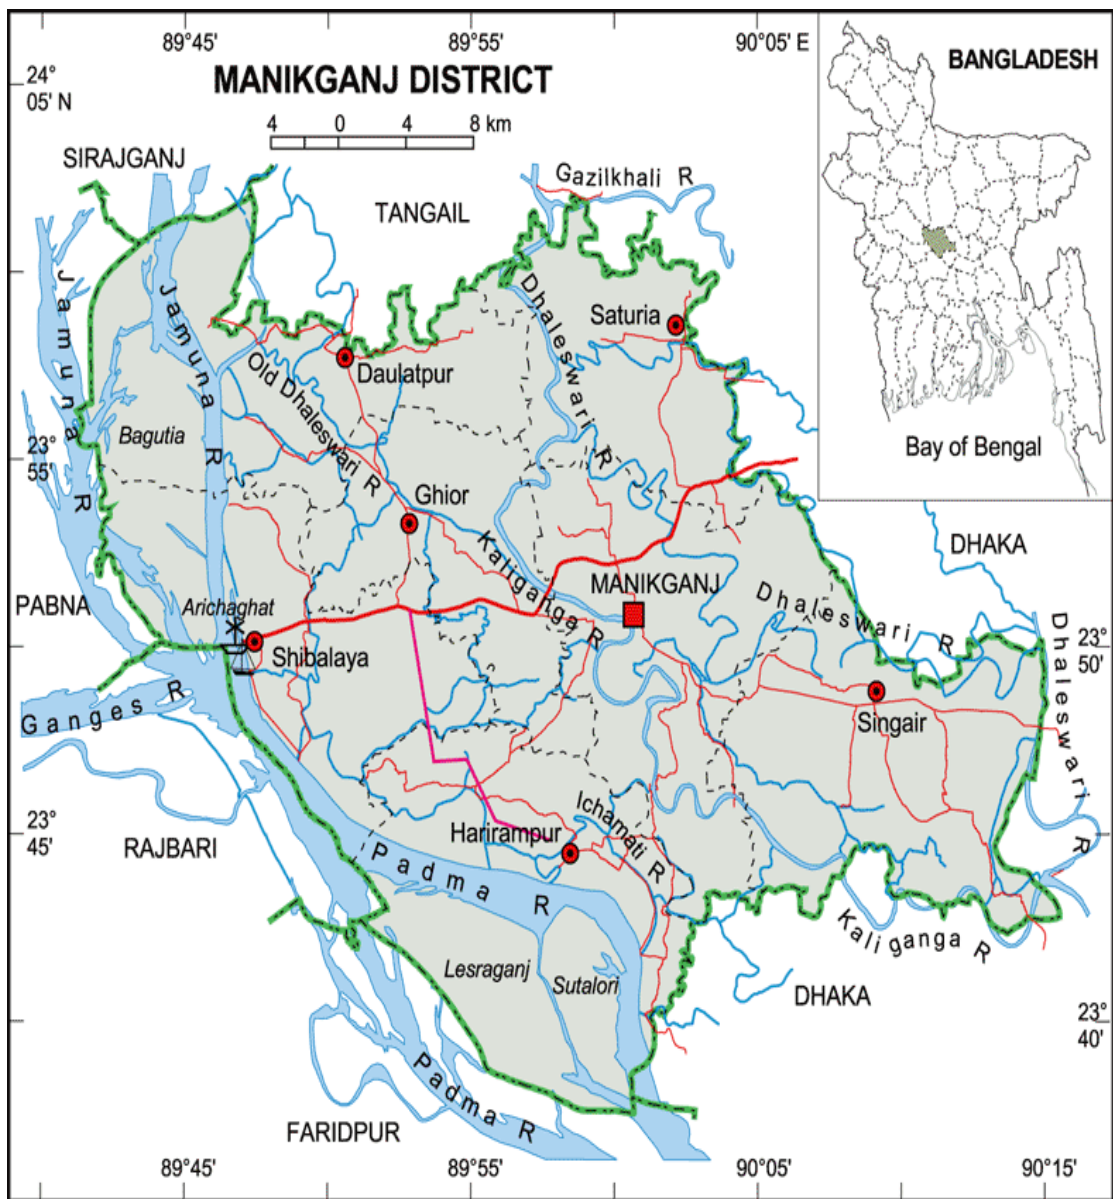 89°45'
89°55'
90°05' E
24°
05' N
MANIKGANJ DISTRICT
4 0 4 8 km
BANGLADESH
SIRAJGANJ
Gazilkhali R
TANGAIL
Jamuna R
Jamuna R
Dhaleswari R
Saturia
Old Dhaleswari R
Daulatpur
Bagutia
23°
55'
Bay of Bengal
Ghior
Kaliganga R
DHAKA
MANIKGANJ
PABNA
Arichaghat
Dhaleswari R
Dhaleswari R
23°
50'
Shibalaya
Ganges R
Singair
23°
45'
RAJBARI
Harirampur
Ichamati R
Padma R
Kaliganga R
Lesraganj
Sutalori
DHAKA
23°
40'
Padma R
FARIDPUR
89°45'
89°55'
90°05'
90°15'